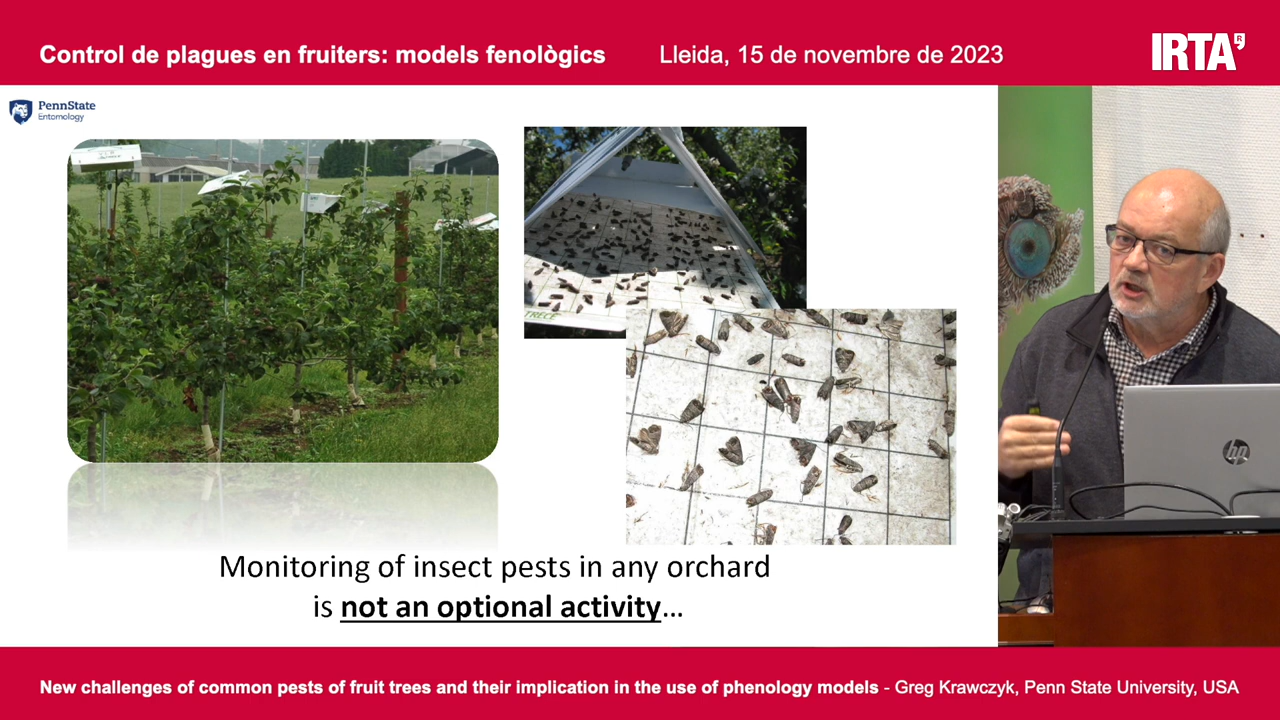 Control de plagues en fruiters: models fenològics
Lleida, 15 de novembre de 2023
IRTA
R
PennState
Entomology
TRÉCÉ
Monitoring of insect pests in any orchard
is not an optional activity…
hp
New challenges of common pests of fruit trees and their implication in the use of phenology models - Greg Krawczyk, Penn State University, USA